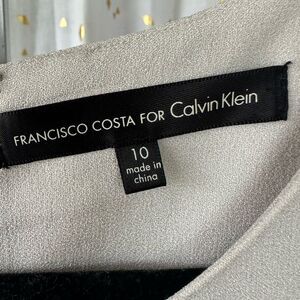 FRANCISCO COSTA FOR Calvin Klein
10
made in
china